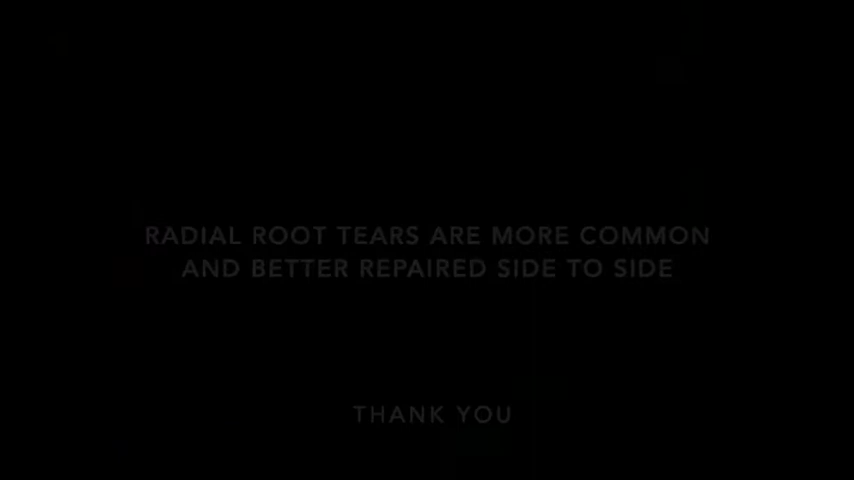 RADIAL ROOT TEARS ARE MORE COMMON
AND BETTER REPAIRED SIDE TO SIDE
THANK YOU